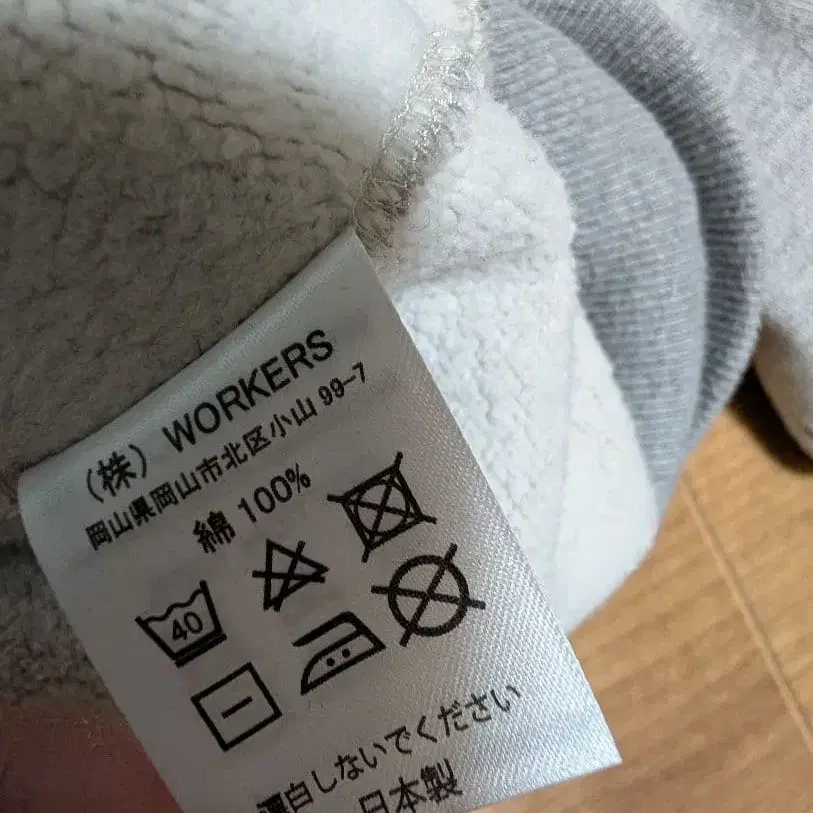 （株）WORKERS
岡山県岡山市北区小山 99-7
綿 100%
40
漂白しないでください
日本製